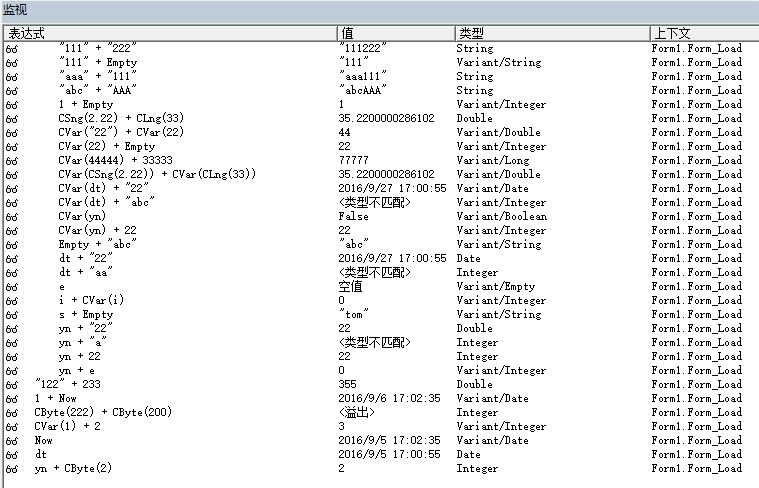 监视
表达式 值 类型 上下文
"111" + "222" "111222" String Form1.Form_Load
"111" + Empty "111" Variant/String Form1.Form_Load
"aaa" + "111" "aaa111" String Form1.Form_Load
"abc" + "AAA" "abcAAA" String Form1.Form_Load
1 + Empty 1 Variant/Integer Form1.Form_Load
CSng(2.22) + CLng(33) 35.2200000286102 Double Form1.Form_Load
CVar("22") + CVar(22) 44 Variant/Double Form1.Form_Load
CVar(22) + Empty 22 Variant/Integer Form1.Form_Load
CVar(44444) + 33333 77777 Variant/Long Form1.Form_Load
CVar(CSng(2.22)) + CVar(CLng(33)) 35.2200000286102 Variant/Double Form1.Form_Load
CVar(dt) + "22" 2016/9/27 17:00:55 Variant/Date Form1.Form_Load
CVar(dt) + "abc" <类型不匹配> Variant/Integer Form1.Form_Load
CVar(yn) False Variant/Boolean Form1.Form_Load
CVar(yn) + 22 22 Variant/Integer Form1.Form_Load
Empty + "abc" "abc" Variant/String Form1.Form_Load
dt + "22" 2016/9/27 17:00:55 Date Form1.Form_Load
dt + "aa" <类型不匹配> Integer Form1.Form_Load
e 空值 Variant/Empty Form1.Form_Load
i + CVar(i) 0 Variant/Integer Form1.Form_Load
s + Empty "tom" Variant/String Form1.Form_Load
yn + "22" 22 Double Form1.Form_Load
yn + "a" <类型不匹配> Integer Form1.Form_Load
yn + 22 22 Integer Form1.Form_Load
yn + e 0 Variant/Integer Form1.Form_Load
"122" + 233 355 Double Form1.Form_Load
1 + Now 2016/9/6 17:02:35 Variant/Date Form1.Form_Load
CByte(222) + CByte(200) <溢出> Integer Form1.Form_Load
CVar(1) + 2 3 Variant/Integer Form1.Form_Load
Now 2016/9/5 17:02:35 Variant/Date Form1.Form_Load
dt 2016/9/5 17:00:55 Date Form1.Form_Load
yn + CByte(2) 2 Integer Form1.Form_Load